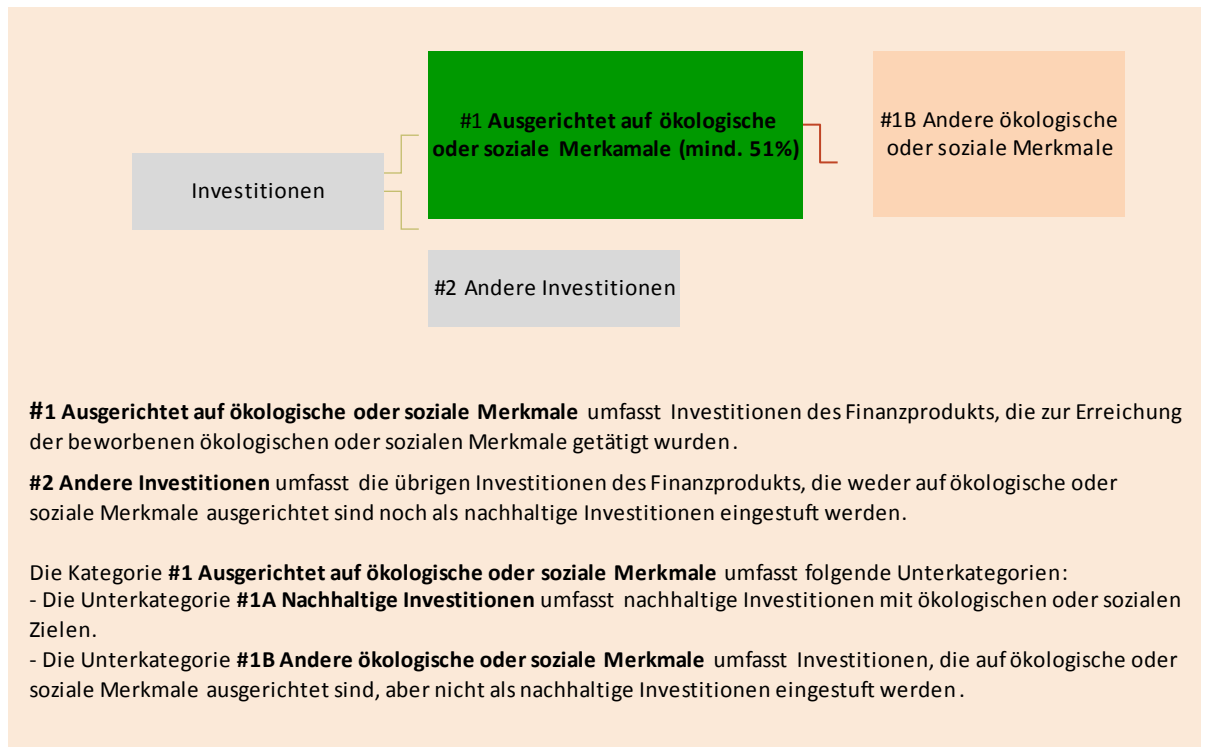 #1 Ausgerichtet auf ökologische
oder soziale Merkamale (mind. 51%)
#1B Andere ökologische
oder soziale Merkmale
Investitionen
#2 Andere Investitionen
#1 Ausgerichtet auf ökologische oder soziale Merkmale umfasst Investitionen des Finanzprodukts, die zur Erreichung
der beworbenen ökologischen oder sozialen Merkmale getätigt wurden.
#2 Andere Investitionen umfasst die übrigen Investitionen des Finanzprodukts, die weder auf ökologische oder
soziale Merkmale ausgerichtet sind noch als nachhaltige Investitionen eingestuft werden.
Die Kategorie #1 Ausgerichtet auf ökologische oder soziale Merkmale umfasst folgende Unterkategorien:
- Die Unterkategorie #1A Nachhaltige Investitionen umfasst nachhaltige Investitionen mit ökologischen oder sozialen
Zielen.
- Die Unterkategorie #1B Andere ökologische oder soziale Merkmale umfasst Investitionen, die auf ökologische oder
soziale Merkmale ausgerichtet sind, aber nicht als nachhaltige Investitionen eingestuft werden.